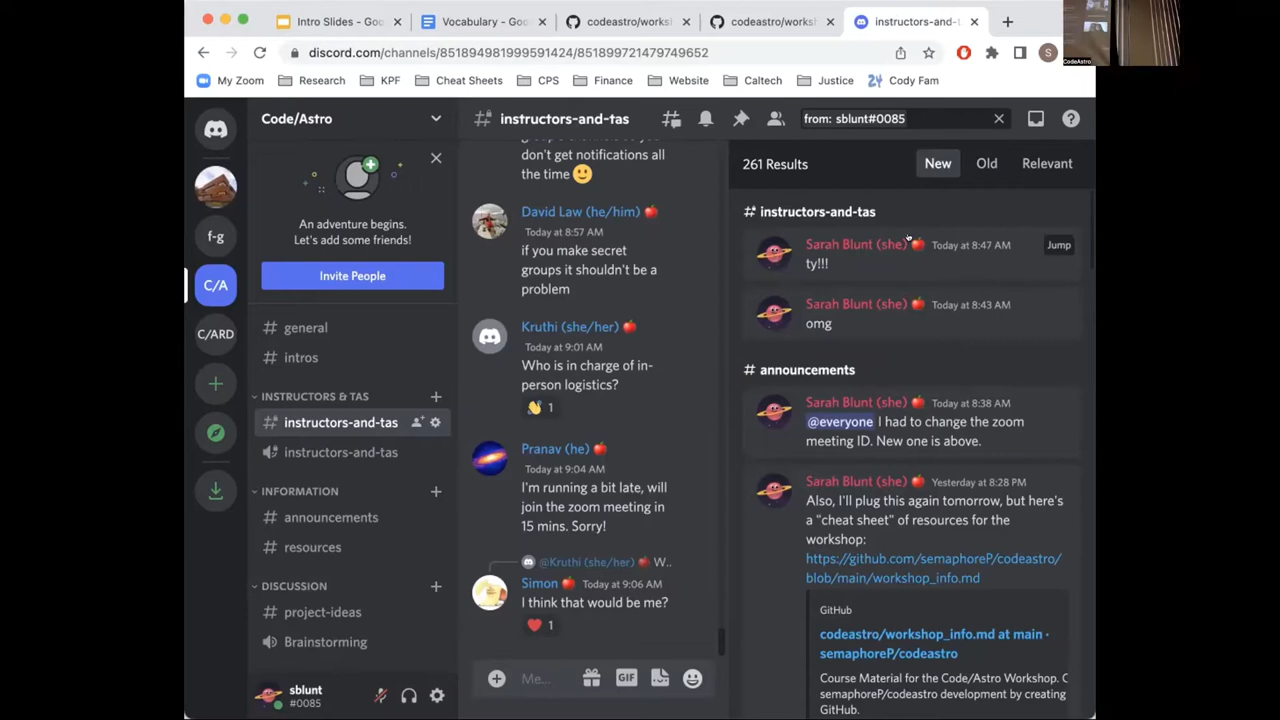 Intro Slides - Goo
Vocabulary - Goo
codeastro/works
codeastro/works
instructors-and-t
discord.com/channels/851894981999591424/851899721479749652
S
My Zoom
Research
KPF
Cheat Sheets
CPS
Finance
Website
Caltech
Justice
Cody Fam
CodeAstro
Code/Astro
instructors-and-tas
from: sblunt#0085
An adventure begins.
Let's add some friends!
Invite People
f-g
C/A
C/ARD
general
intros
INSTRUCTORS & TAS
instructors-and-tas
instructors-and-tas
INFORMATION
announcements
resources
DISCUSSION
project-ideas
Brainstorming
sblunt
#0085
don't get notifications all
the time
David Law (he/him)
Today at 8:57 AM
if you make secret
groups it shouldn't be a
problem
Kruthi (she/her)
Today at 9:01 AM
Who is in charge of in-
person logistics?
1
Pranav (he)
Today at 9:04 AM
I'm running a bit late, will
join the zoom meeting in
15 mins. Sorry!
@Kruthi (she/her) W..
Simon Today at 9:06 AM
I think that would be me?
1
Me...
GIF
261 Results
New
Old
Relevant
instructors-and-tas
Sarah Blunt (she) Today at 8:47 AM
Jump
ty!!!
Sarah Blunt (she) Today at 8:43 AM
omg
announcements
Sarah Blunt (she) Today at 8:38 AM
@everyone I had to change the zoom
meeting ID. New one is above.
Sarah Blunt (she) Yesterday at 8:28 PM
Also, I'll plug this again tomorrow, but here's
a "cheat sheet" of resources for the
workshop:
https://github.com/semaphoreP/codeastro/
blob/main/workshop_info.md
GitHub
codeastro/workshop_info.md at main ·
semaphoreP/codeastro
Course Material for the Code/Astro Workshop. C
semaphoreP/codeastro development by creating
GitHub.